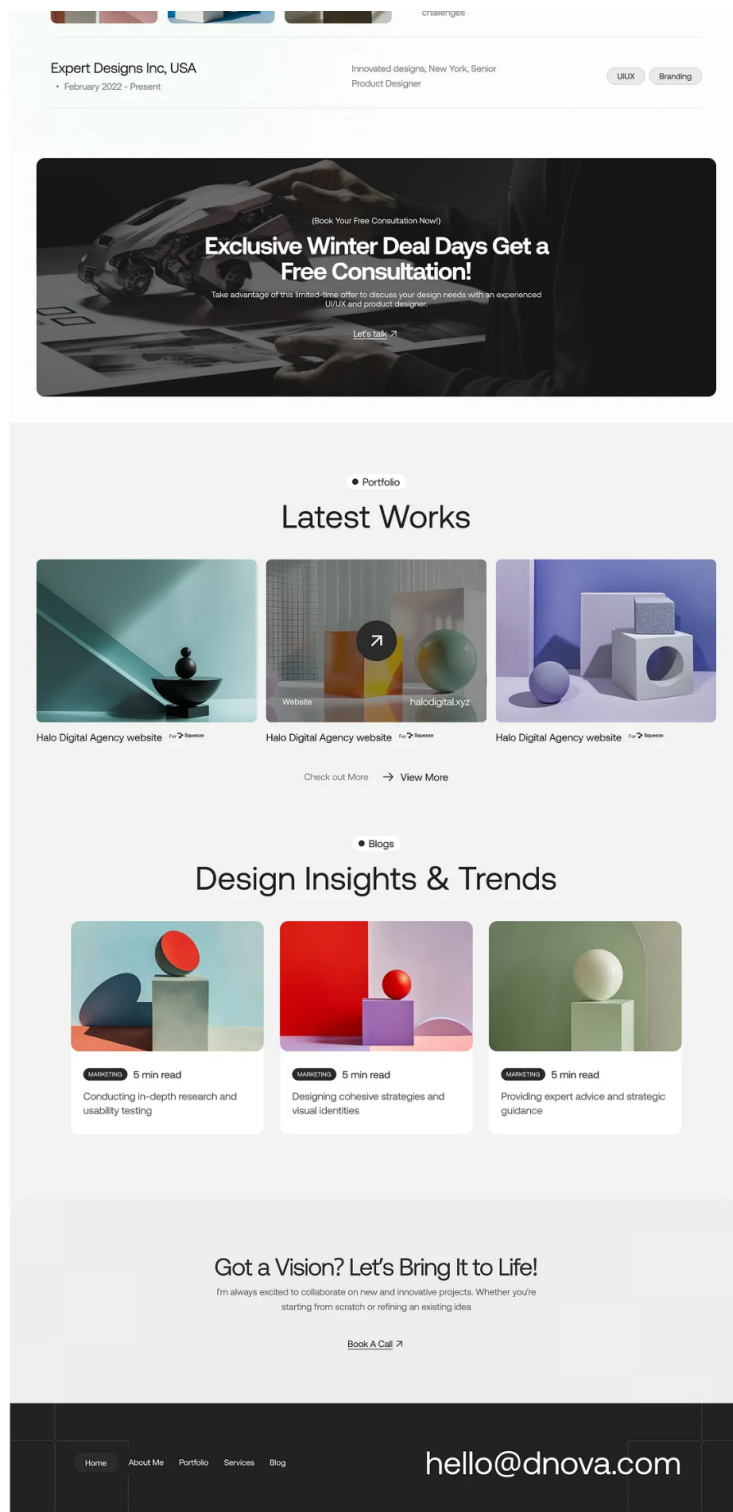 challenges
Expert Designs Inc, USA
• February 2022 - Present
Innovated designs, New York, Senior
Product Designer
UIUX
Branding
(Book Your Free Consultation Now!)
Exclusive Winter Deal Days Get a
Free Consultation!
Take advantage of this limited-time offer to discuss your design needs with an experienced
UI/UX and product designer.
Let's talk
Portfolio
Latest Works
Website
halodigital.xyz
Halo Digital Agency website For Squeeze
Halo Digital Agency website For Squeeze
Halo Digital Agency website For Squeeze
Check out More → View More
Blogs
Design Insights & Trends
MARKETING 5 min read
Conducting in-depth research and
usability testing
MARKETING 5 min read
Designing cohesive strategies and
visual identities
MARKETING 5 min read
Providing expert advice and strategic
guidance
Got a Vision? Let's Bring It to Life!
I'm always excited to collaborate on new and innovative projects. Whether you're
starting from scratch or refining an existing idea
Book A Call
Home About Me Portfolio Services Blog
hello@dnova.com